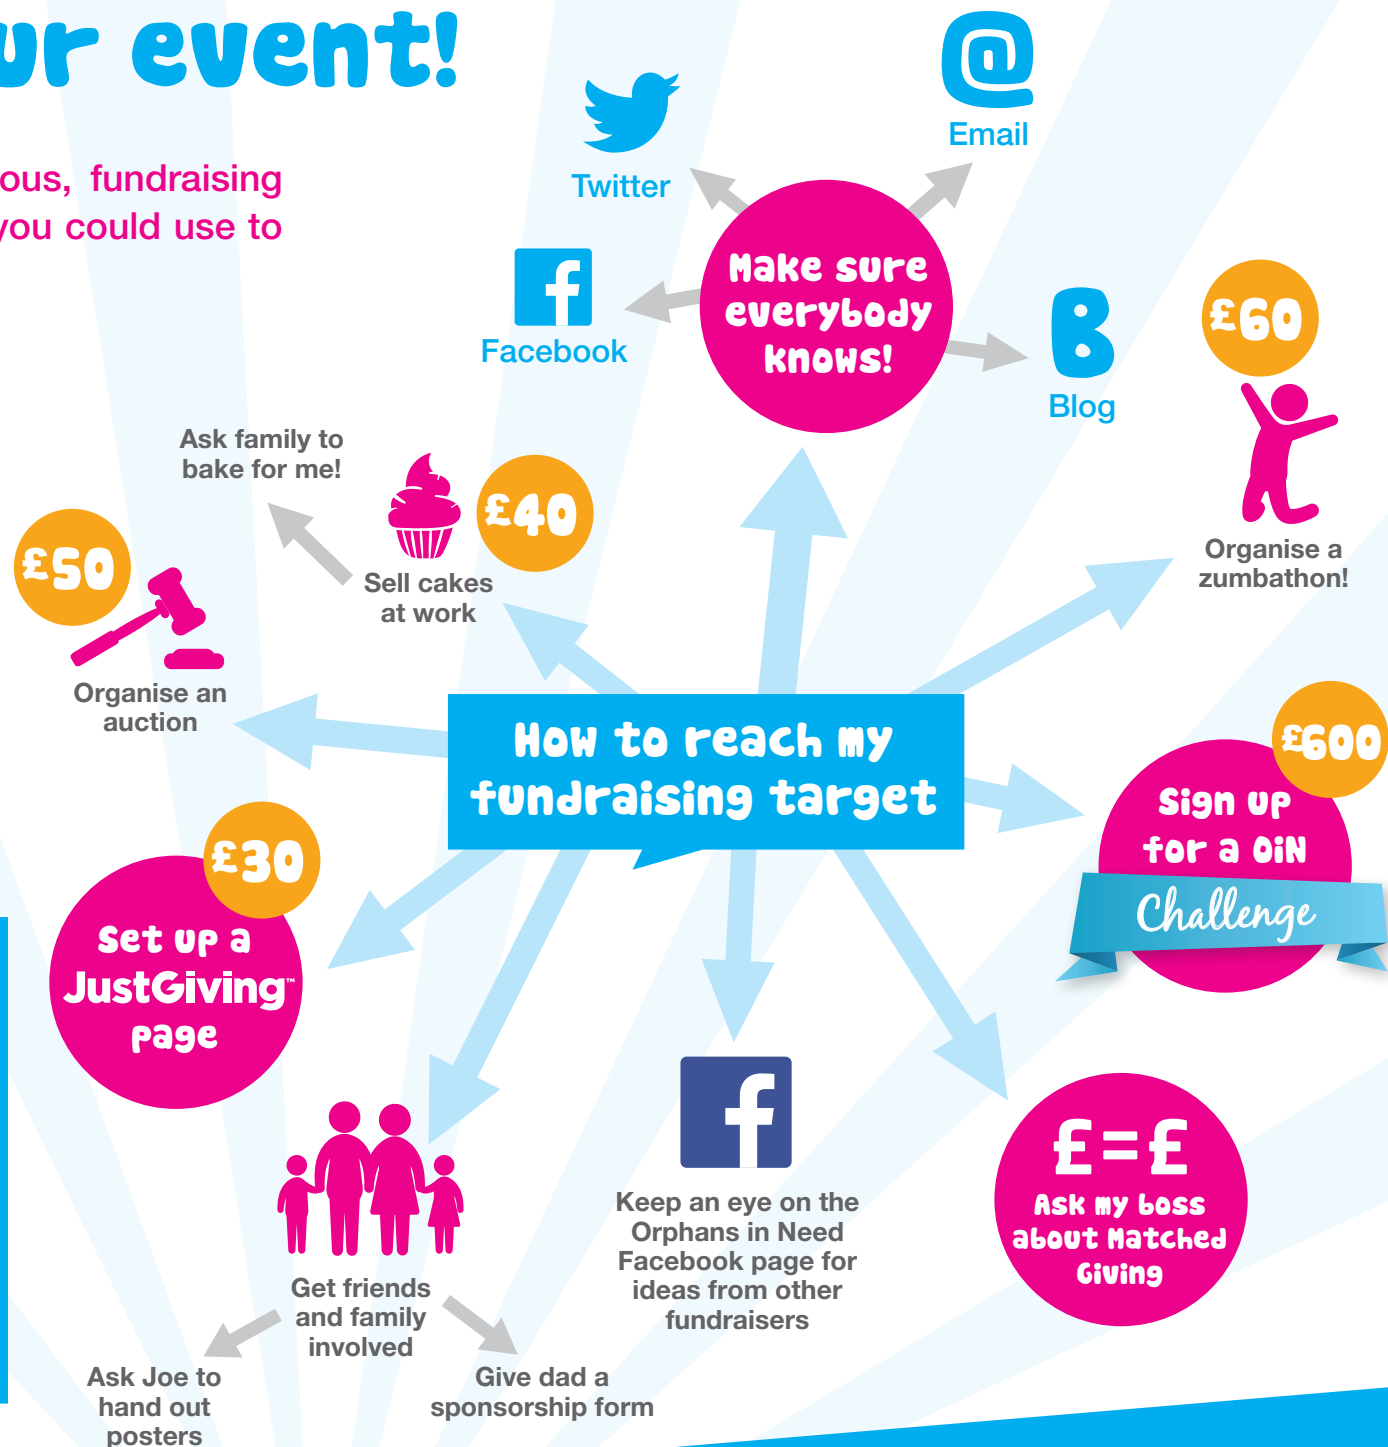 ur event!
ous, fundraising
you could use to
Twitter
@
Email
Facebook
Make sure
everybody
knows!
B
Blog
£60
Organise a
zumbathon!
Ask family to
bake for me!
£40
Sell cakes
at work
£50
Organise an
auction
How to reach my
fundraising target
£600
Sign up
for a OiN
Challenge
£30
Set up a
JustGiving™
page
Get friends
and family
involved
Ask Joe to
hand out
posters
Give dad a
sponsorship form
Keep an eye on the
Orphans in Need
Facebook page for
ideas from other
fundraisers
£=£
Ask my boss
about Matched
Giving